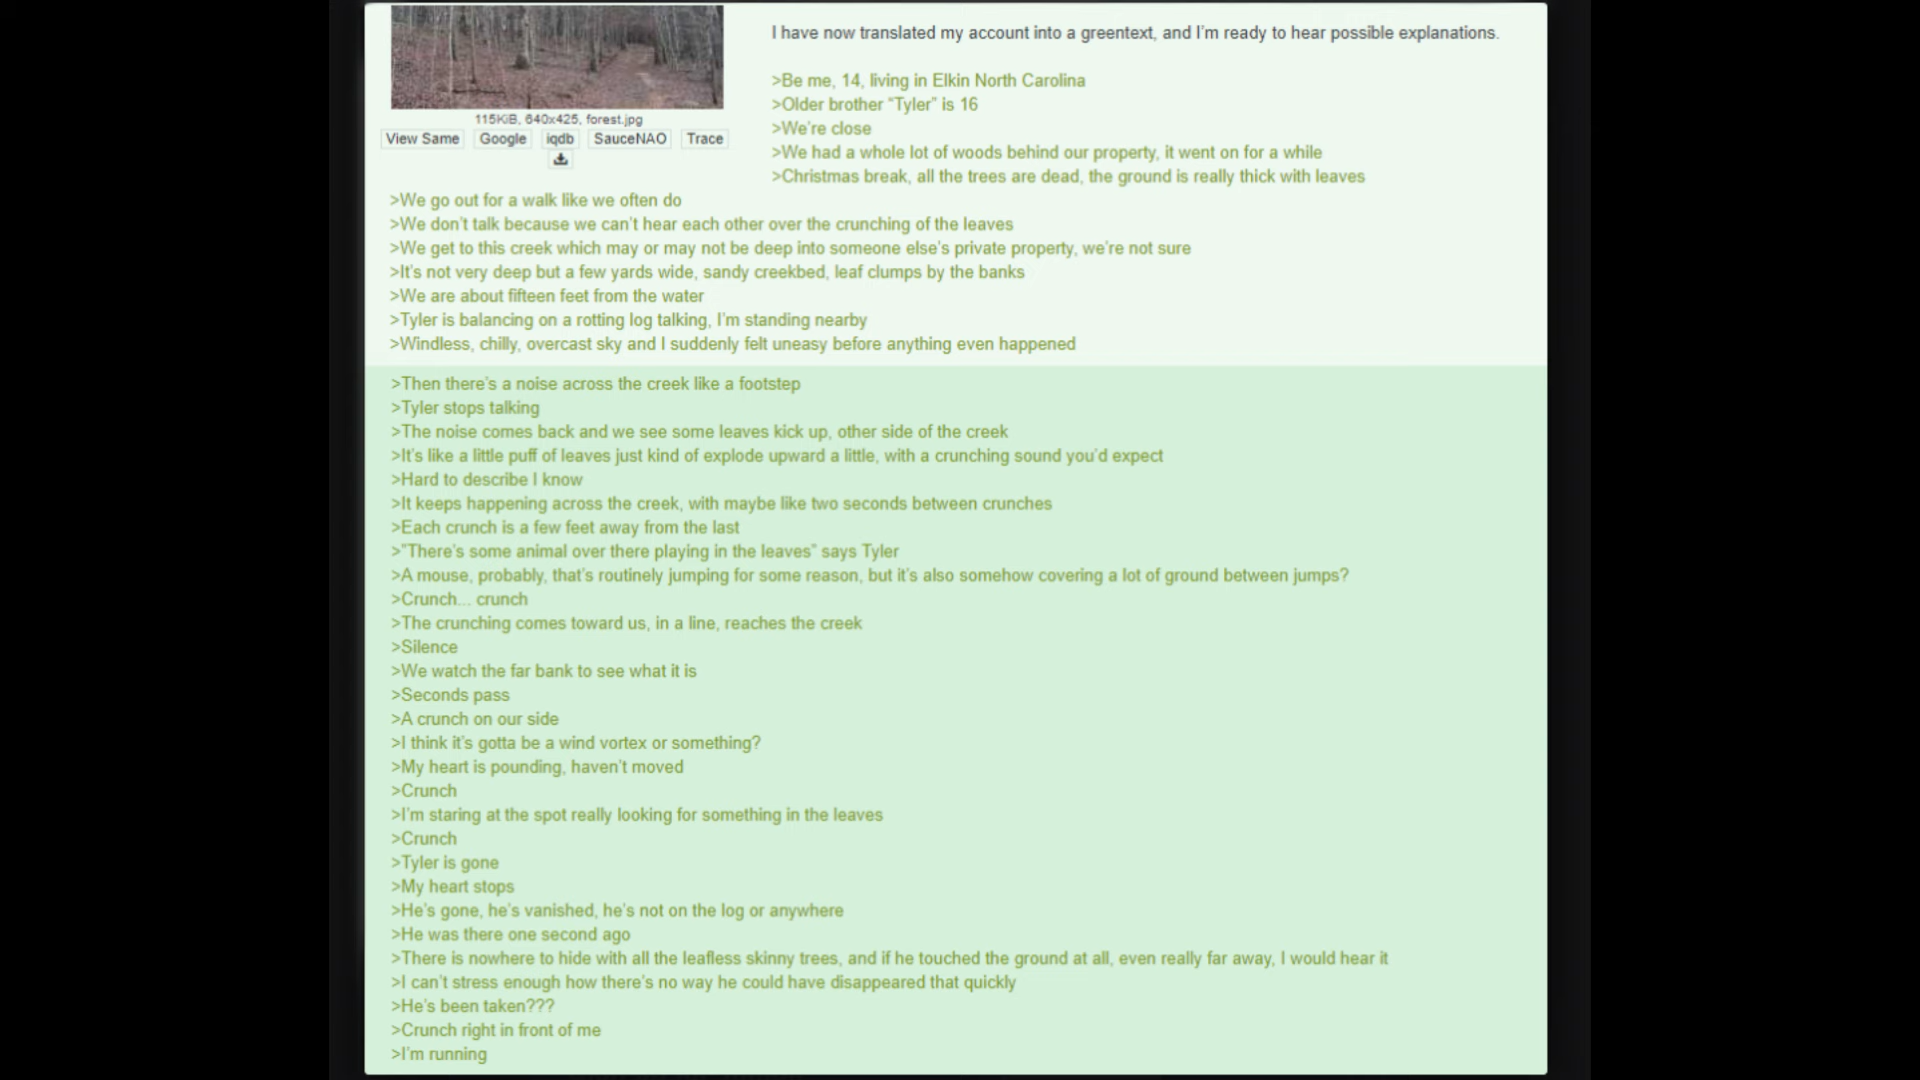 I have now translated my account into a greentext, and I'm ready to hear possible explanations.
115KiB, 640x425, forest.jpg
View Same Google iqdb SauceNAO Trace
>Be me, 14, living in Elkin North Carolina
>Older brother “Tyler” is 16
>We're close
>We had a whole lot of woods behind our property, it went on for a while
>Christmas break, all the trees are dead, the ground is really thick with leaves
>We go out for a walk like we often do
>We don't talk because we can't hear each other over the crunching of the leaves
>We get to this creek which may or may not be deep into someone else's private property, we're not sure
>It's not very deep but a few yards wide, sandy creekbed, leaf clumps by the banks
>We are about fifteen feet from the water
>Tyler is balancing on a rotting log talking, I'm standing nearby
>Windless, chilly, overcast sky and I suddenly felt uneasy before anything even happened
>Then there's a noise across the creek like a footstep
>Tyler stops talking
>The noise comes back and we see some leaves kick up, other side of the creek
>It's like a little puff of leaves just kind of explode upward a little, with a crunching sound you'd expect
>Hard to describe I know
>It keeps happening across the creek, with maybe like two seconds between crunches
>Each crunch is a few feet away from the last
>”There's some animal over there playing in the leaves” says Tyler
>A mouse, probably, that's routinely jumping for some reason, but it's also somehow covering a lot of ground between jumps?
>Crunch... crunch
>The crunching comes toward us, in a line, reaches the creek
>Silence
>We watch the far bank to see what it is
>Seconds pass
>A crunch on our side
>I think it's gotta be a wind vortex or something?
>My heart is pounding, haven't moved
>Crunch
>I'm staring at the spot really looking for something in the leaves
>Crunch
>Tyler is gone
>My heart stops
>He's gone, he's vanished, he's not on the log or anywhere
>He was there one second ago
>There is nowhere to hide with all the leafless skinny trees, and if he touched the ground at all, even really far away, I would hear it
>I can't stress enough how there's no way he could have disappeared that quickly
>He's been taken???
>Crunch right in front of me
>I'm running